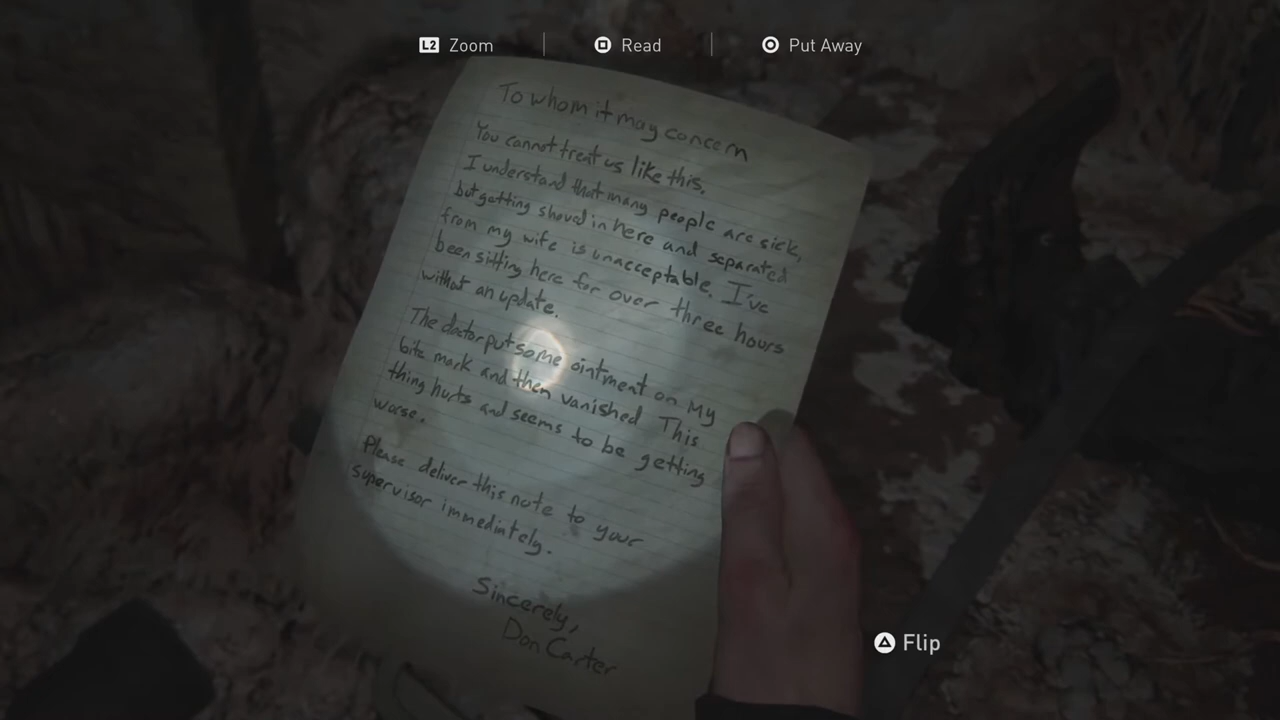 L2 Zoom | Read | Put Away
To whom it may concern
You cannot treat us like this.
I understand that many people are sick,
but getting shoved in here and separated
from my wife is unacceptable. I've
been sitting here for over three hours
without an update.
The doctor put some ointment on my
bite mark and then vanished This
thing hurts and seems to be getting
worse.
Please deliver this note to your
supervisor immediately.
Sincerely,
Don Carter
Flip